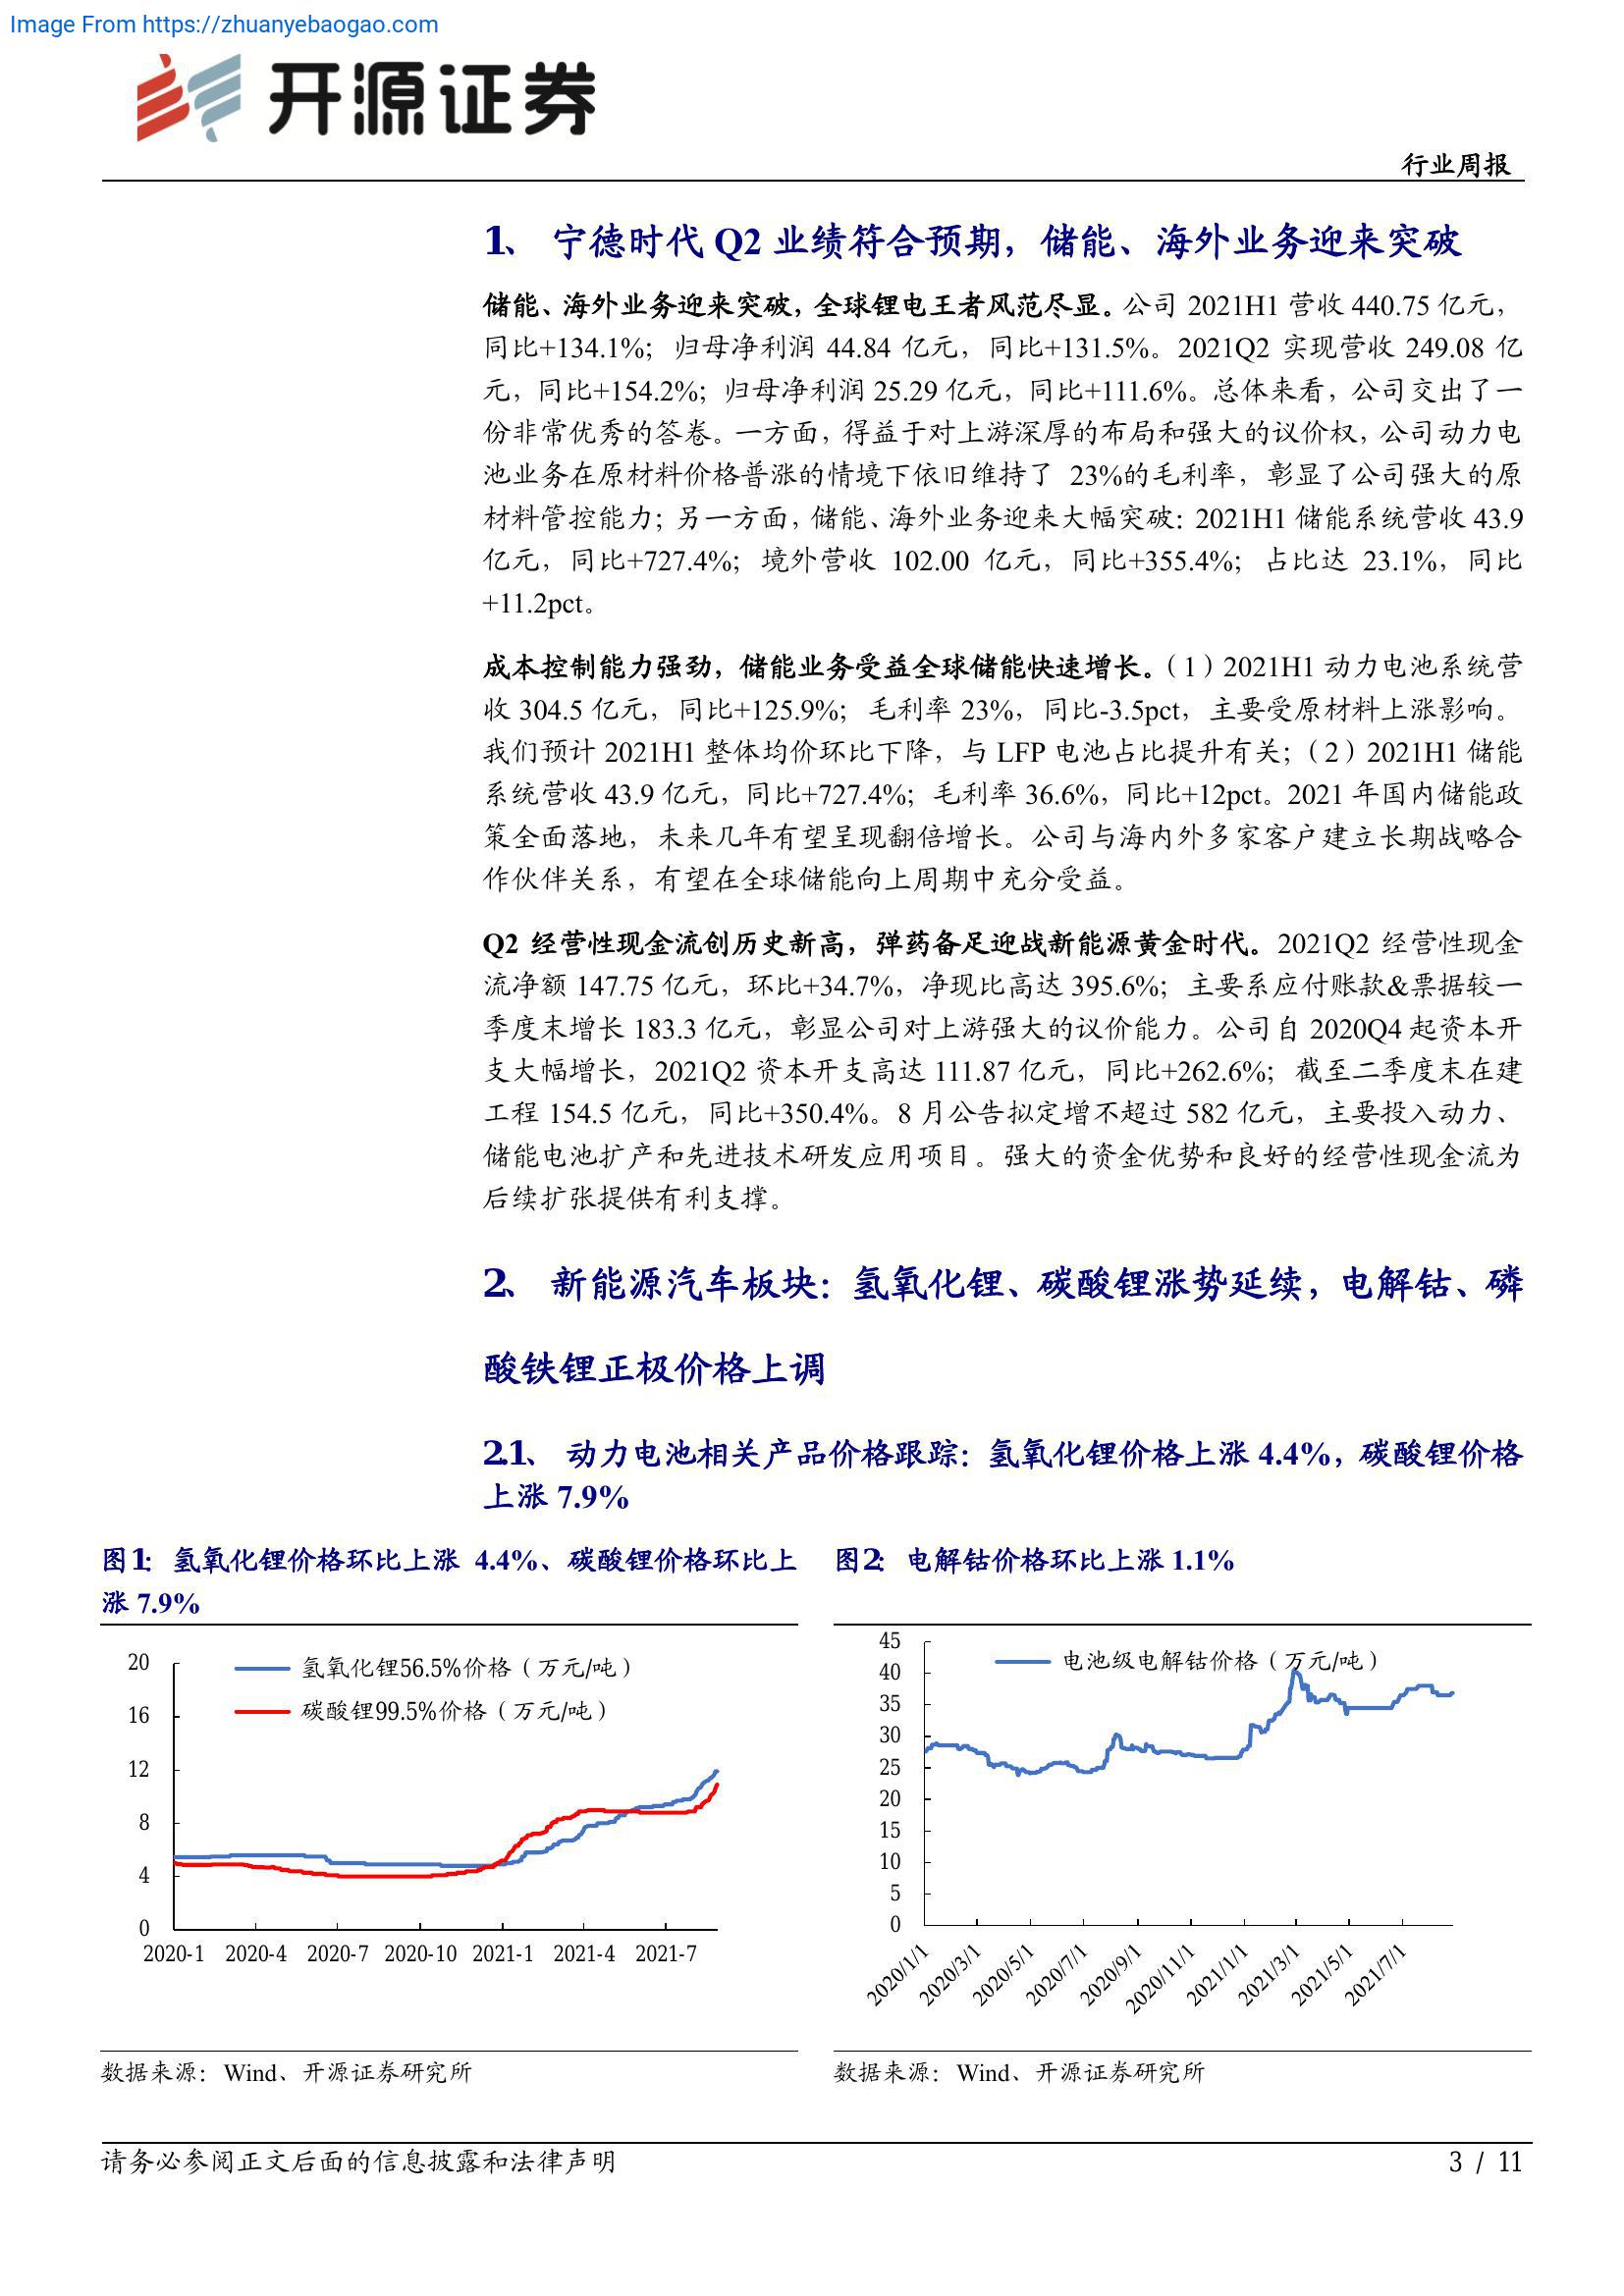 Image From https://zhuanyebaogao.com
开源证券
行业周报
1、 宁德时代 Q2 业绩符合预期，储能、海外业务迎来突破
储能、海外业务迎来突破，全球锂电王者风范尽显。公司 2021H1 营收 440.75 亿元，
同比+134.1%；归母净利润 44.84 亿元，同比+131.5%。2021Q2 实现营收 249.08 亿
元，同比+154.2%；归母净利润 25.29 亿元，同比+111.6%。总体来看，公司交出了一
份非常优秀的答卷。一方面，得益于对上游深厚的布局和强大的议价权，公司动力电
池业务在原材料价格普涨的情境下依旧维持了 23%的毛利率，彰显了公司强大的原
材料管控能力；另一方面，储能、海外业务迎来大幅突破：2021H1 储能系统营收 43.9
亿元，同比+727.4%；境外营收 102.00 亿元，同比+355.4%；占比达 23.1%，同比
+11.2pct。
成本控制能力强劲，储能业务受益全球储能快速增长。（1）2021H1 动力电池系统营
收 304.5 亿元，同比+125.9%；毛利率 23%，同比-3.5pct，主要受原材料上涨影响。
我们预计 2021H1 整体均价环比下降，与 LFP 电池占比提升有关；（2）2021H1 储能
系统营收 43.9 亿元，同比+727.4%；毛利率 36.6%，同比+12pct。2021 年国内储能政
策全面落地，未来几年有望呈现翻倍增长。公司与海内外多家客户建立长期战略合
作伙伴关系，有望在全球储能向上周期中充分受益。
Q2 经营性现金流创历史新高，弹药备足迎战新能源黄金时代。2021Q2 经营性现金
流净额 147.75 亿元，环比+34.7%，净现比高达 395.6%；主要系应付账款&票据较一
季度末增长 183.3 亿元，彰显公司对上游强大的议价能力。公司自 2020Q4 起资本开
支大幅增长，2021Q2 资本开支高达 111.87 亿元，同比+262.6%；截至二季度末在建
工程 154.5 亿元，同比+350.4%。8 月公告拟定增不超过 582 亿元，主要投入动力、
储能电池扩产和先进技术研发应用项目。强大的资金优势和良好的经营性现金流为
后续扩张提供有利支撑。
2、 新能源汽车板块：氢氧化锂、碳酸锂涨势延续，电解钴、磷
酸铁锂正极价格上调
2.1、 动力电池相关产品价格跟踪：氢氧化锂价格上涨 4.4%，碳酸锂价格
上涨 7.9%
图1：氢氧化锂价格环比上涨 4.4%、碳酸锂价格环比上
涨 7.9%
20
16
12
8
4
0
氢氧化锂56.5%价格（万元/吨）
碳酸锂99.5%价格（万元/吨）
2020-1 2020-4 2020-7 2020-10 2021-1 2021-4 2021-7
数据来源：Wind、开源证券研究所
图2：电解钴价格环比上涨 1.1%
45
40
35
30
25
20
15
10
5
0
电池级电解钴价格（万元/吨）
2020/1/1 2020/3/1 2020/5/1 2020/7/1 2020/9/1 2020/11/1 2021/1/1 2021/3/1 2021/5/1 2021/7/1
数据来源：Wind、开源证券研究所
请务必参阅正文后面的信息披露和法律声明
3 / 11